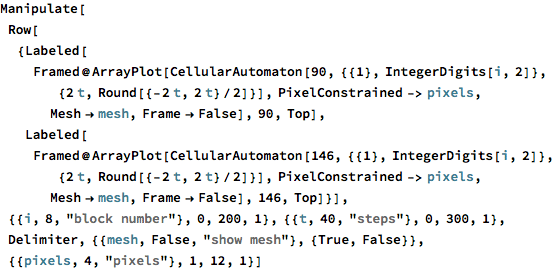 Manipulate[
Row[
{Labeled[
Framed@ArrayPlot[CellularAutomaton[90, {{1}, IntegerDigits[i, 2]},
{2 t, Round[{-2 t, 2 t}/2]}], PixelConstrained -> pixels,
Mesh → mesh, Frame → False], 90, Top],
Labeled[
Framed@ArrayPlot[CellularAutomaton[146, {{1}, IntegerDigits[i, 2]},
{2 t, Round[{-2 t, 2 t}/2]}], PixelConstrained -> pixels,
Mesh → mesh, Frame → False], 146, Top]}],
{{i, 8, "block number"}, 0, 200, 1}, {{t, 40, "steps"}, 0, 300, 1},
Delimiter, {{mesh, False, "show mesh"}, {True, False}},
{{pixels, 4, "pixels"}, 1, 12, 1}]